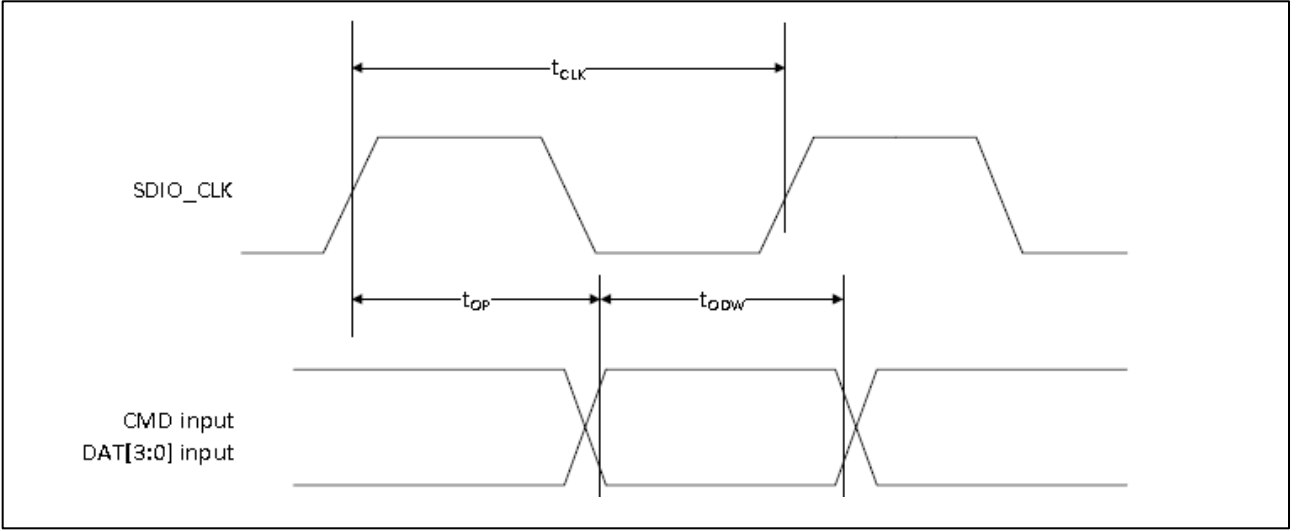 tCLK
SDIO_CLK
tOP
tODW
CMD input
DAT[3:0] input